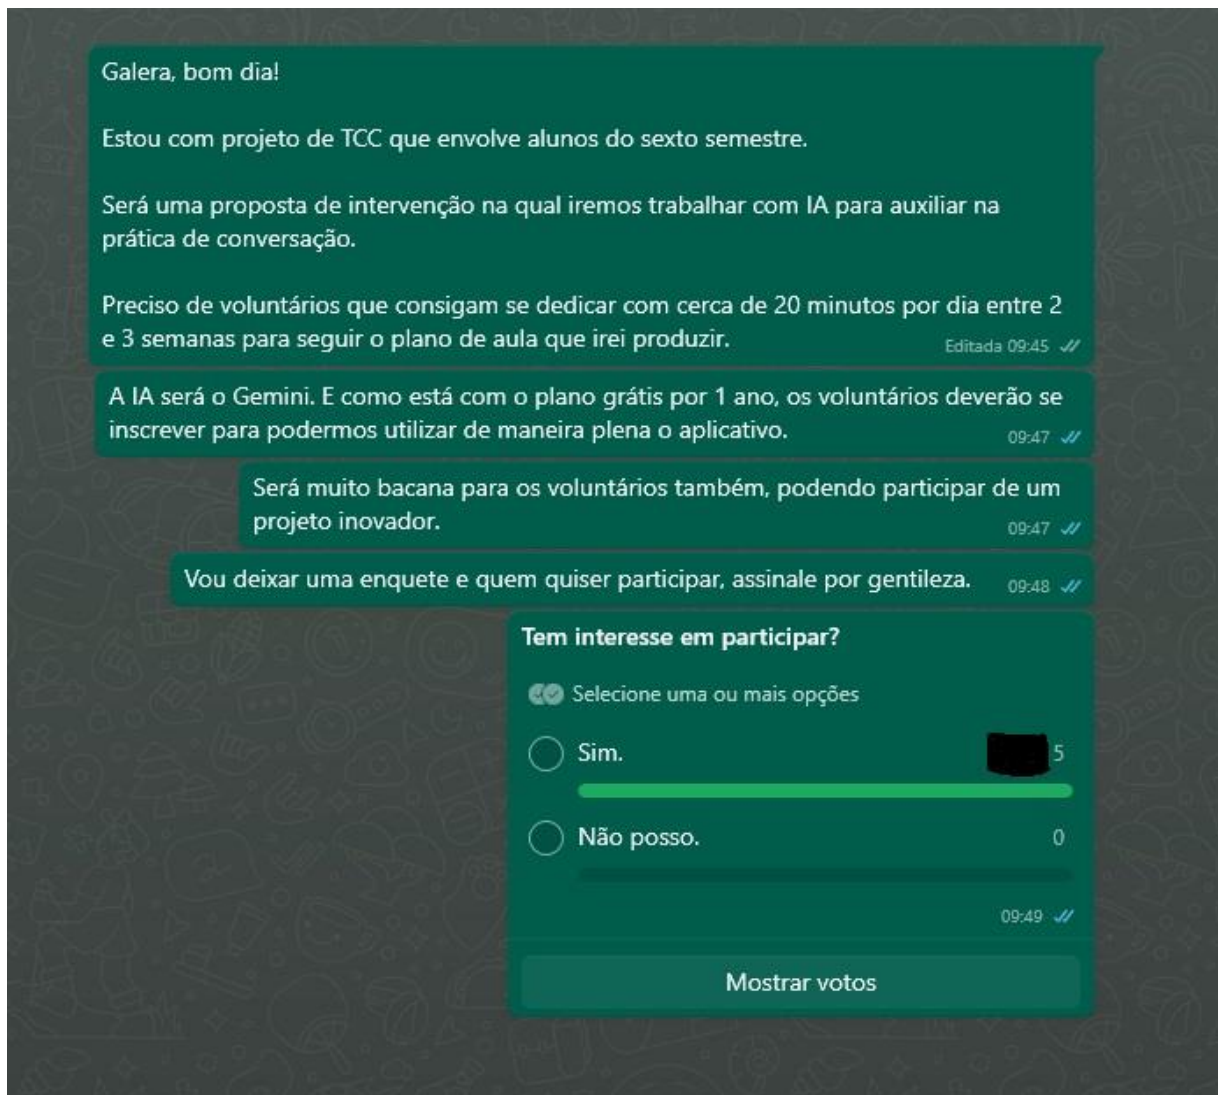 Galera, bom dia!
Estou com projeto de TCC que envolve alunos do sexto semestre.
Será uma proposta de intervenção na qual iremos trabalhar com IA para auxiliar na
prática de conversação.
Preciso de voluntários que consigam se dedicar com cerca de 20 minutos por dia entre 2
e 3 semanas para seguir o plano de aula que irei produzir.
Editada 09:45
A IA será o Gemini. E como está com o plano grátis por 1 ano, os voluntários deverão se
inscrever para podermos utilizar de maneira plena o aplicativo.
09:47
Será muito bacana para os voluntários também, podendo participar de um
projeto inovador.
09:47
Vou deixar uma enquete e quem quiser participar, assinale por gentileza.
09:48
Tem interesse em participar?
Selecione uma ou mais opções
Sim. 5
Não posso. 0
09:49
Mostrar votos